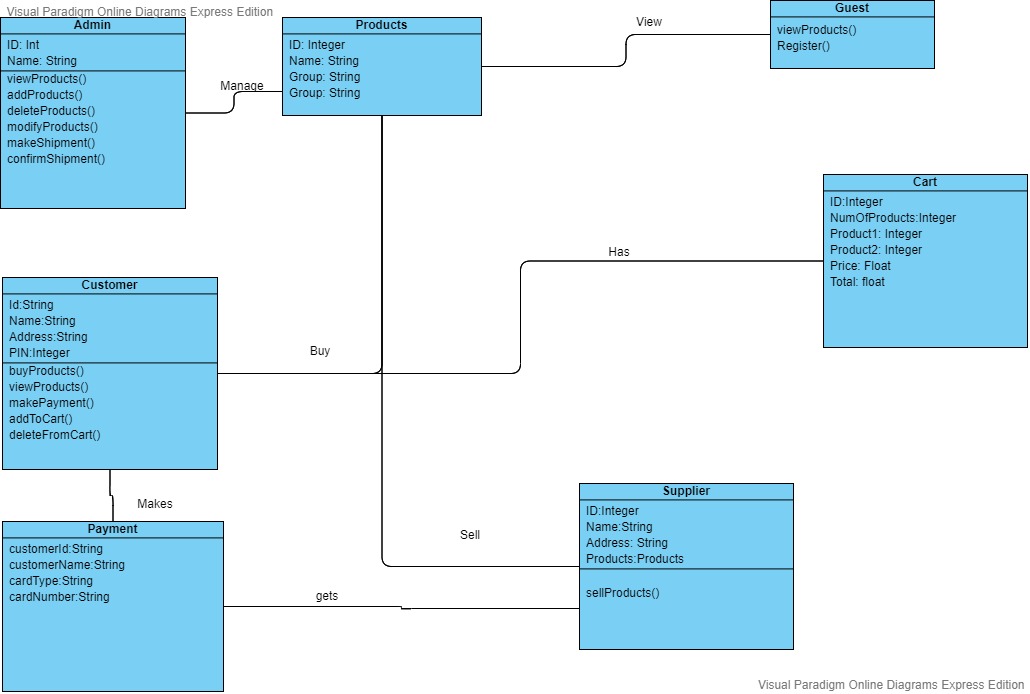 Visual Paradigm Online Diagrams Express Edition
Admin
ID: Int
Name: String
viewProducts()
addProducts()
deleteProducts()
modifyProducts()
makeShipment()
confirmShipment()
Manage
Products
ID: Integer
Name: String
Group: String
Group: String
View
Guest
viewProducts()
Register()
Cart
ID:Integer
NumOfProducts:Integer
Product1: Integer
Product2: Integer
Price: Float
Total: float
Has
Customer
Id:String
Name:String
Address:String
PIN:Integer
buyProducts()
viewProducts()
makePayment()
addToCart()
deleteFromCart()
Buy
Makes
Payment
customerId:String
customerName:String
cardType:String
cardNumber:String
Sell
gets
Supplier
ID:Integer
Name:String
Address: String
Products:Products
sellProducts()
Visual Paradigm Online Diagrams Express Edition